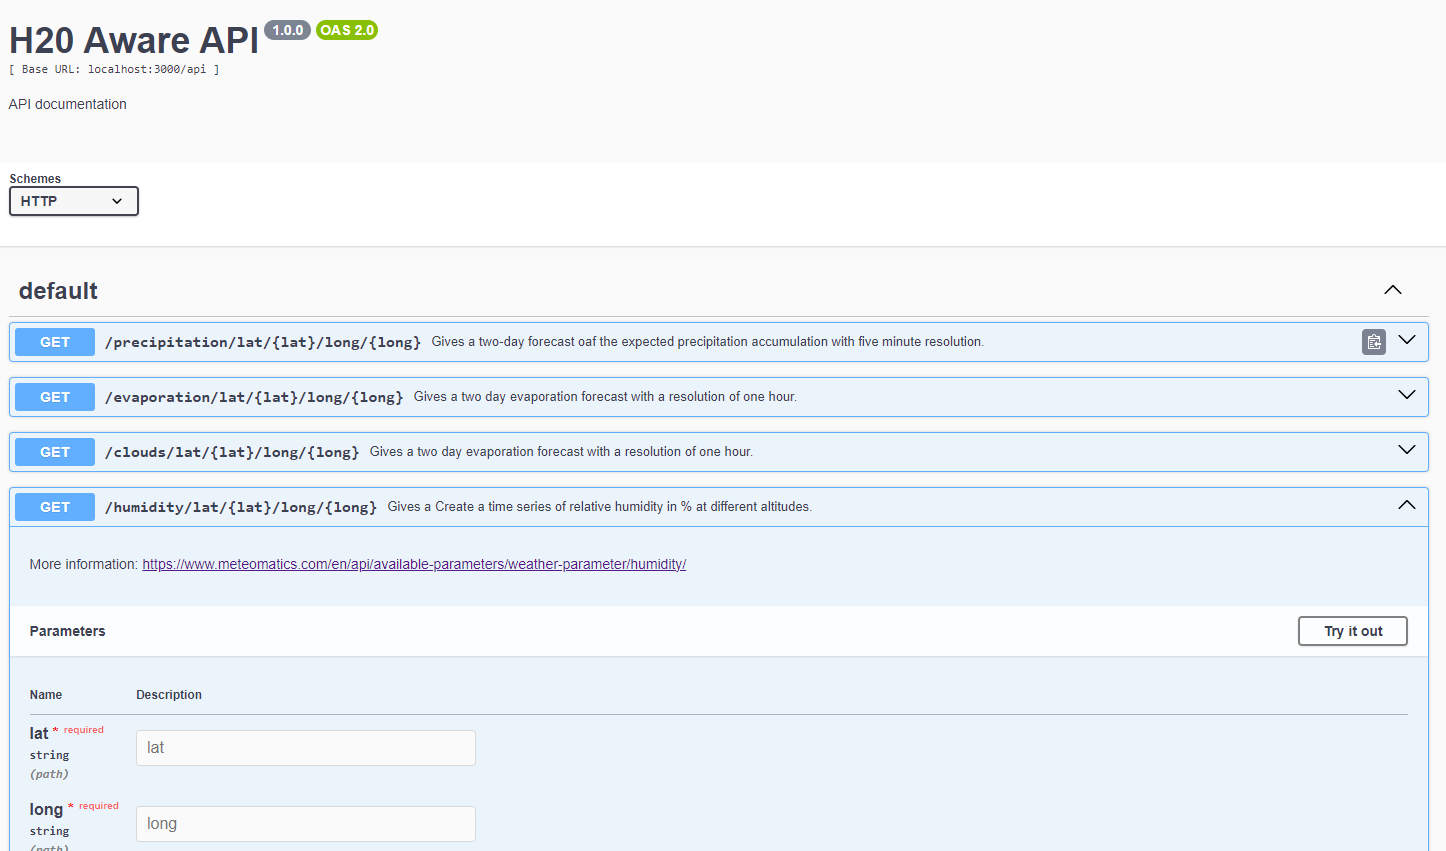 H20 Aware API 1.0.0 OAS 2.0
[ Base URL: localhost:3000/api ]
API documentation
Schemes
HTTP
default
GET /precipitation/lat/{lat}/long/{long} Gives a two-day forecast oaf the expected precipitation accumulation with five minute resolution.
GET /evaporation/lat/{lat}/long/{long} Gives a two day evaporation forecast with a resolution of one hour.
GET /clouds/lat/{lat}/long/{long} Gives a two day evaporation forecast with a resolution of one hour.
GET /humidity/lat/{lat}/long/{long} Gives a Create a time series of relative humidity in % at different altitudes.
More information: https://www.meteomatics.com/en/api/available-parameters/weather-parameter/humidity/
Parameters Try it out
Name Description
lat * required
string
(path)
lat
long * required
string
(path)
long